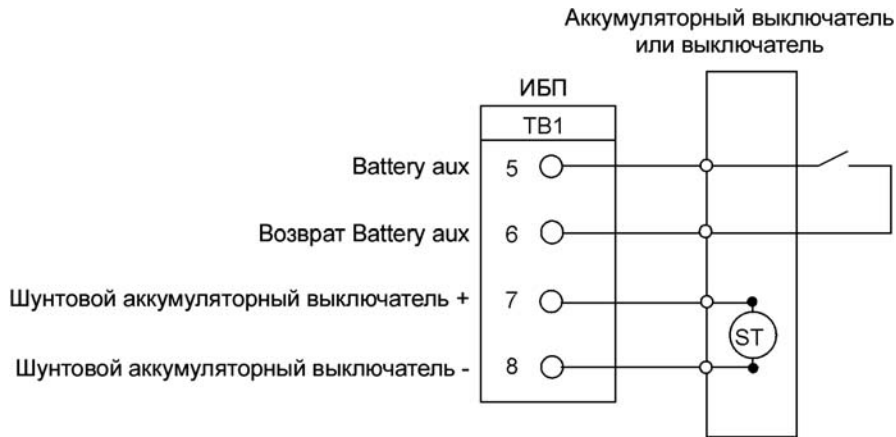 Аккумуляторный выключатель
или выключатель
ИБП
TB1
Battery aux 5
Возврат Battery aux 6
Шунтовой аккумуляторный выключатель + 7
Шунтовой аккумуляторный выключатель - 8
ST